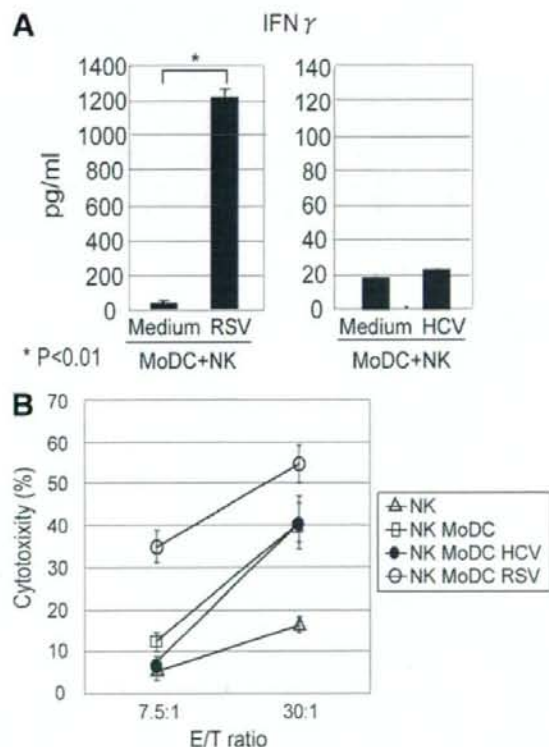 A
IFN γ
pg/ml
1400
1200
1000
800
600
400
200
0
*
Medium RSV
MoDC+NK
* P<0.01
140
120
100
80
60
40
20
0
Medium HCV
MoDC+NK
B
Cytotoxixity (%)
70
60
50
40
30
20
10
0
7.5:1 30:1
E/T ratio
NK
NK MoDC
NK MoDC HCV
NK MoDC RSV